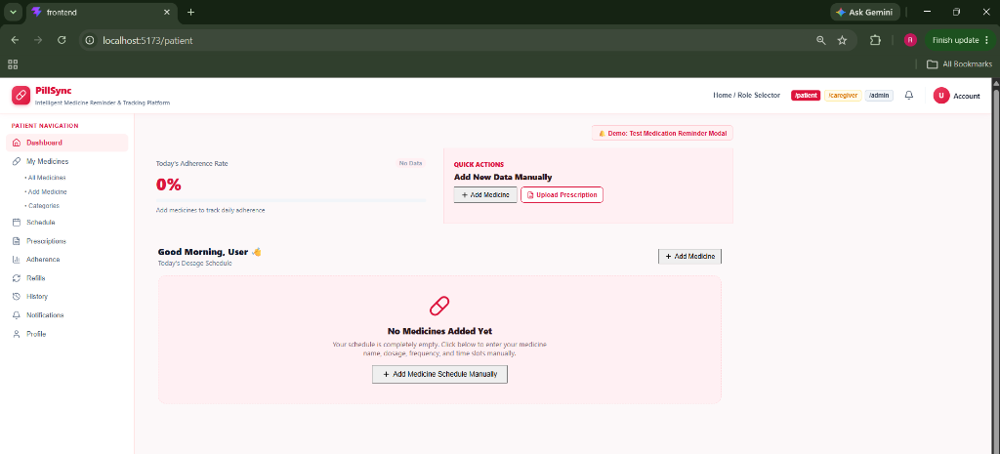 frontend
Ask Gemini
localhost:5173/patient
R
Finish update
All Bookmarks
PillSync
Intelligent Medicine Reminder & Tracking Platform
Home / Role Selector
/patient
/caregiver
/admin
U
Account
PATIENT NAVIGATION
Dashboard
My Medicines
• All Medicines
• Add Medicine
• Categories
Schedule
Prescriptions
Adherence
Refills
History
Notifications
Profile
Demo: Test Medication Reminder Modal
Today's Adherence Rate
No Data
0%
Add medicines to track daily adherence
QUICK ACTIONS
Add New Data Manually
+ Add Medicine
Upload Prescription
Good Morning, User
Today's Dosage Schedule
+ Add Medicine
No Medicines Added Yet
Your schedule is completely empty. Click below to enter your medicine
name, dosage, frequency, and time slots manually.
+ Add Medicine Schedule Manually